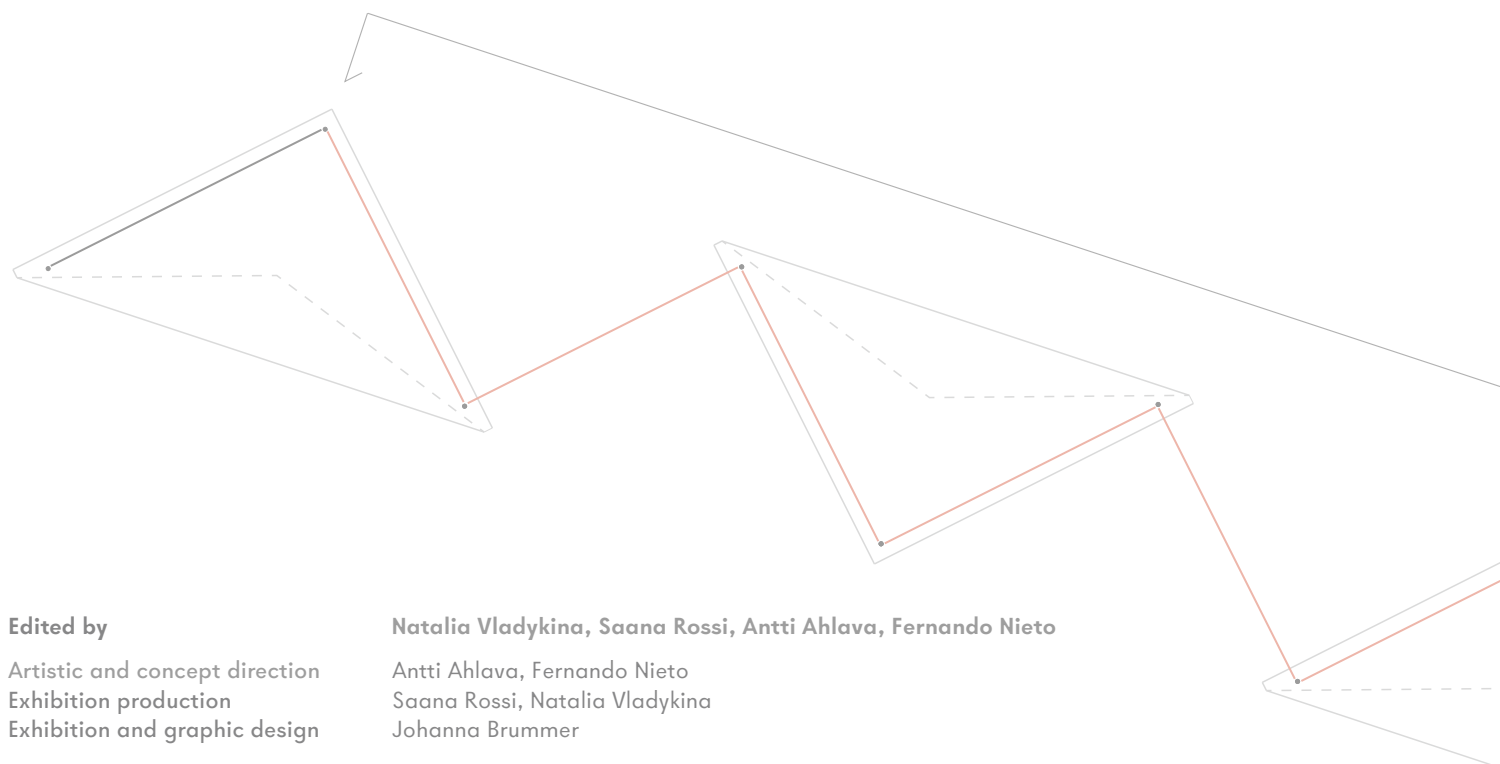 Edited by Natalia Vladykina, Saana Rossi, Antti Ahlava, Fernando Nieto
Artistic and concept direction Antti Ahlava, Fernando Nieto
Exhibition production Saana Rossi, Natalia Vladykina
Exhibition and graphic design Johanna Brummer